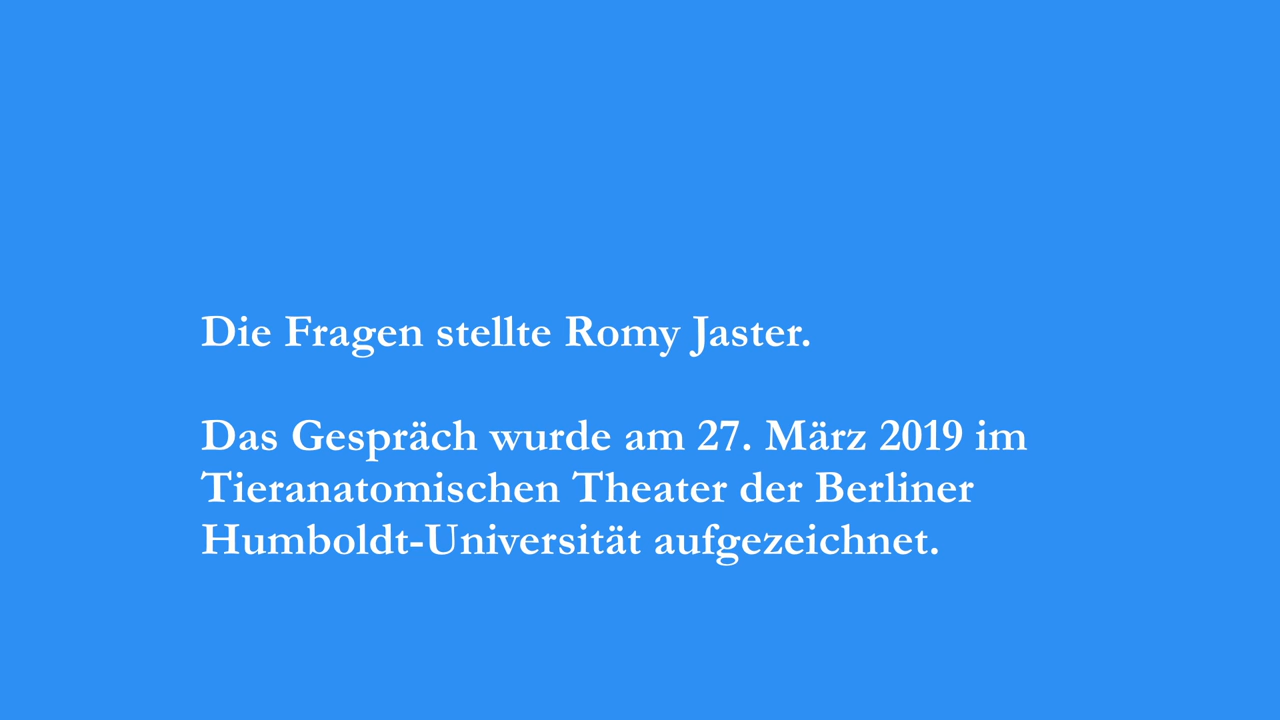 Die Fragen stellte Romy Jaster.
Das Gespräch wurde am 27. März 2019 im
Tieranatomischen Theater der Berliner
Humboldt-Universität aufgezeichnet.